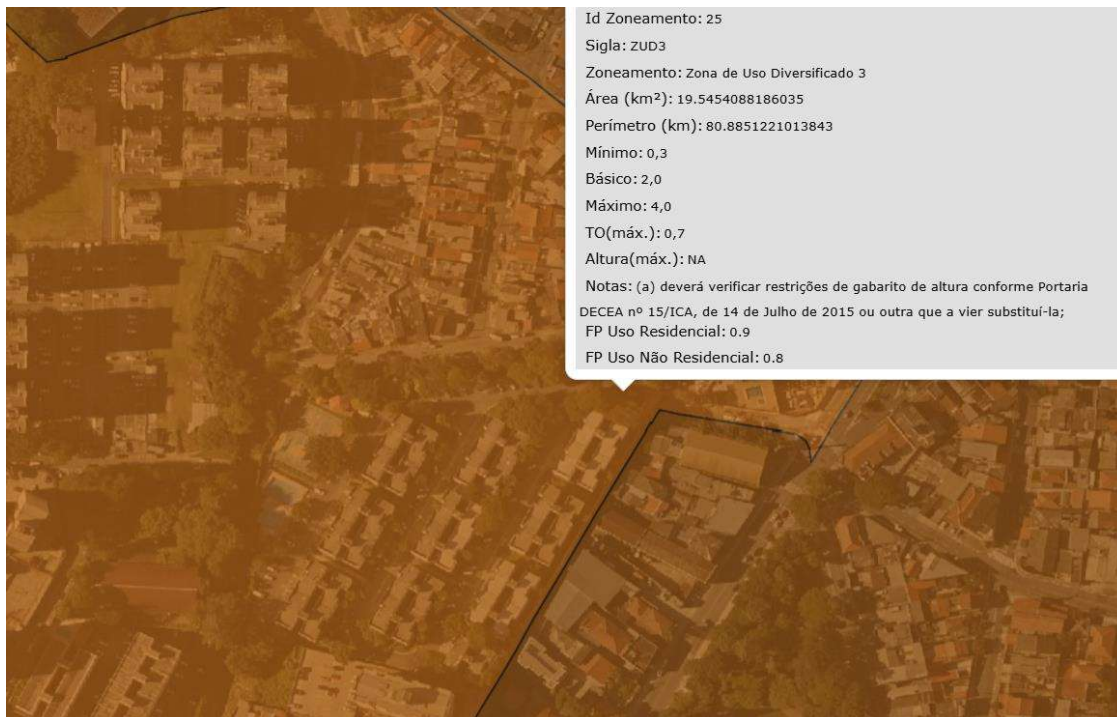 Id Zoneamento: 25
Sigla: ZUD3
Zoneamento: Zona de Uso Diversificado 3
Área (km²): 19.5454088186035
Perímetro (km): 80.8851221013843
Mínimo: 0,3
Básico: 2,0
Máximo: 4,0
TO(máx.): 0,7
Altura(máx.): NA
Notas: (a) deverá verificar restrições de gabarito de altura conforme Portaria
DECEA nº 15/ICA, de 14 de Julho de 2015 ou outra que a vier substituí-la;
FP Uso Residencial: 0.9
FP Uso Não Residencial: 0.8